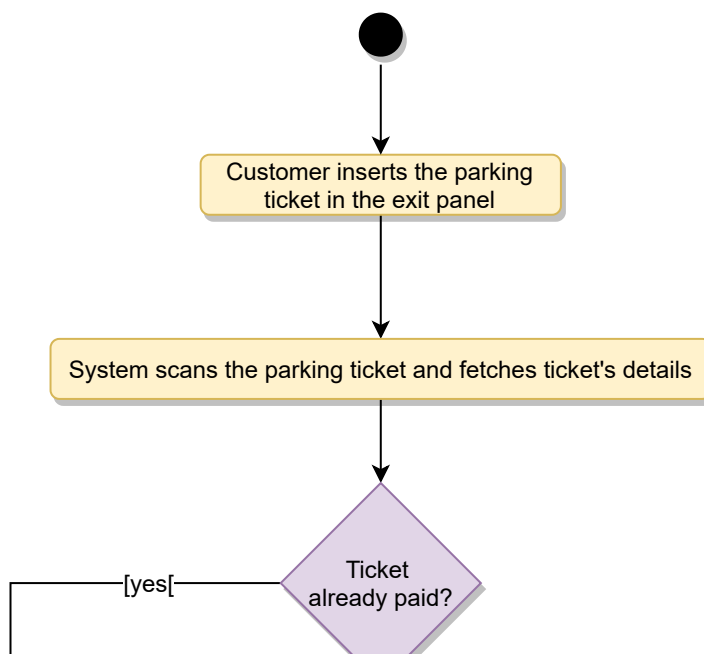 Customer inserts the parking
ticket in the exit panel
System scans the parking ticket and fetches ticket's details
Ticket
already paid?
[yes[